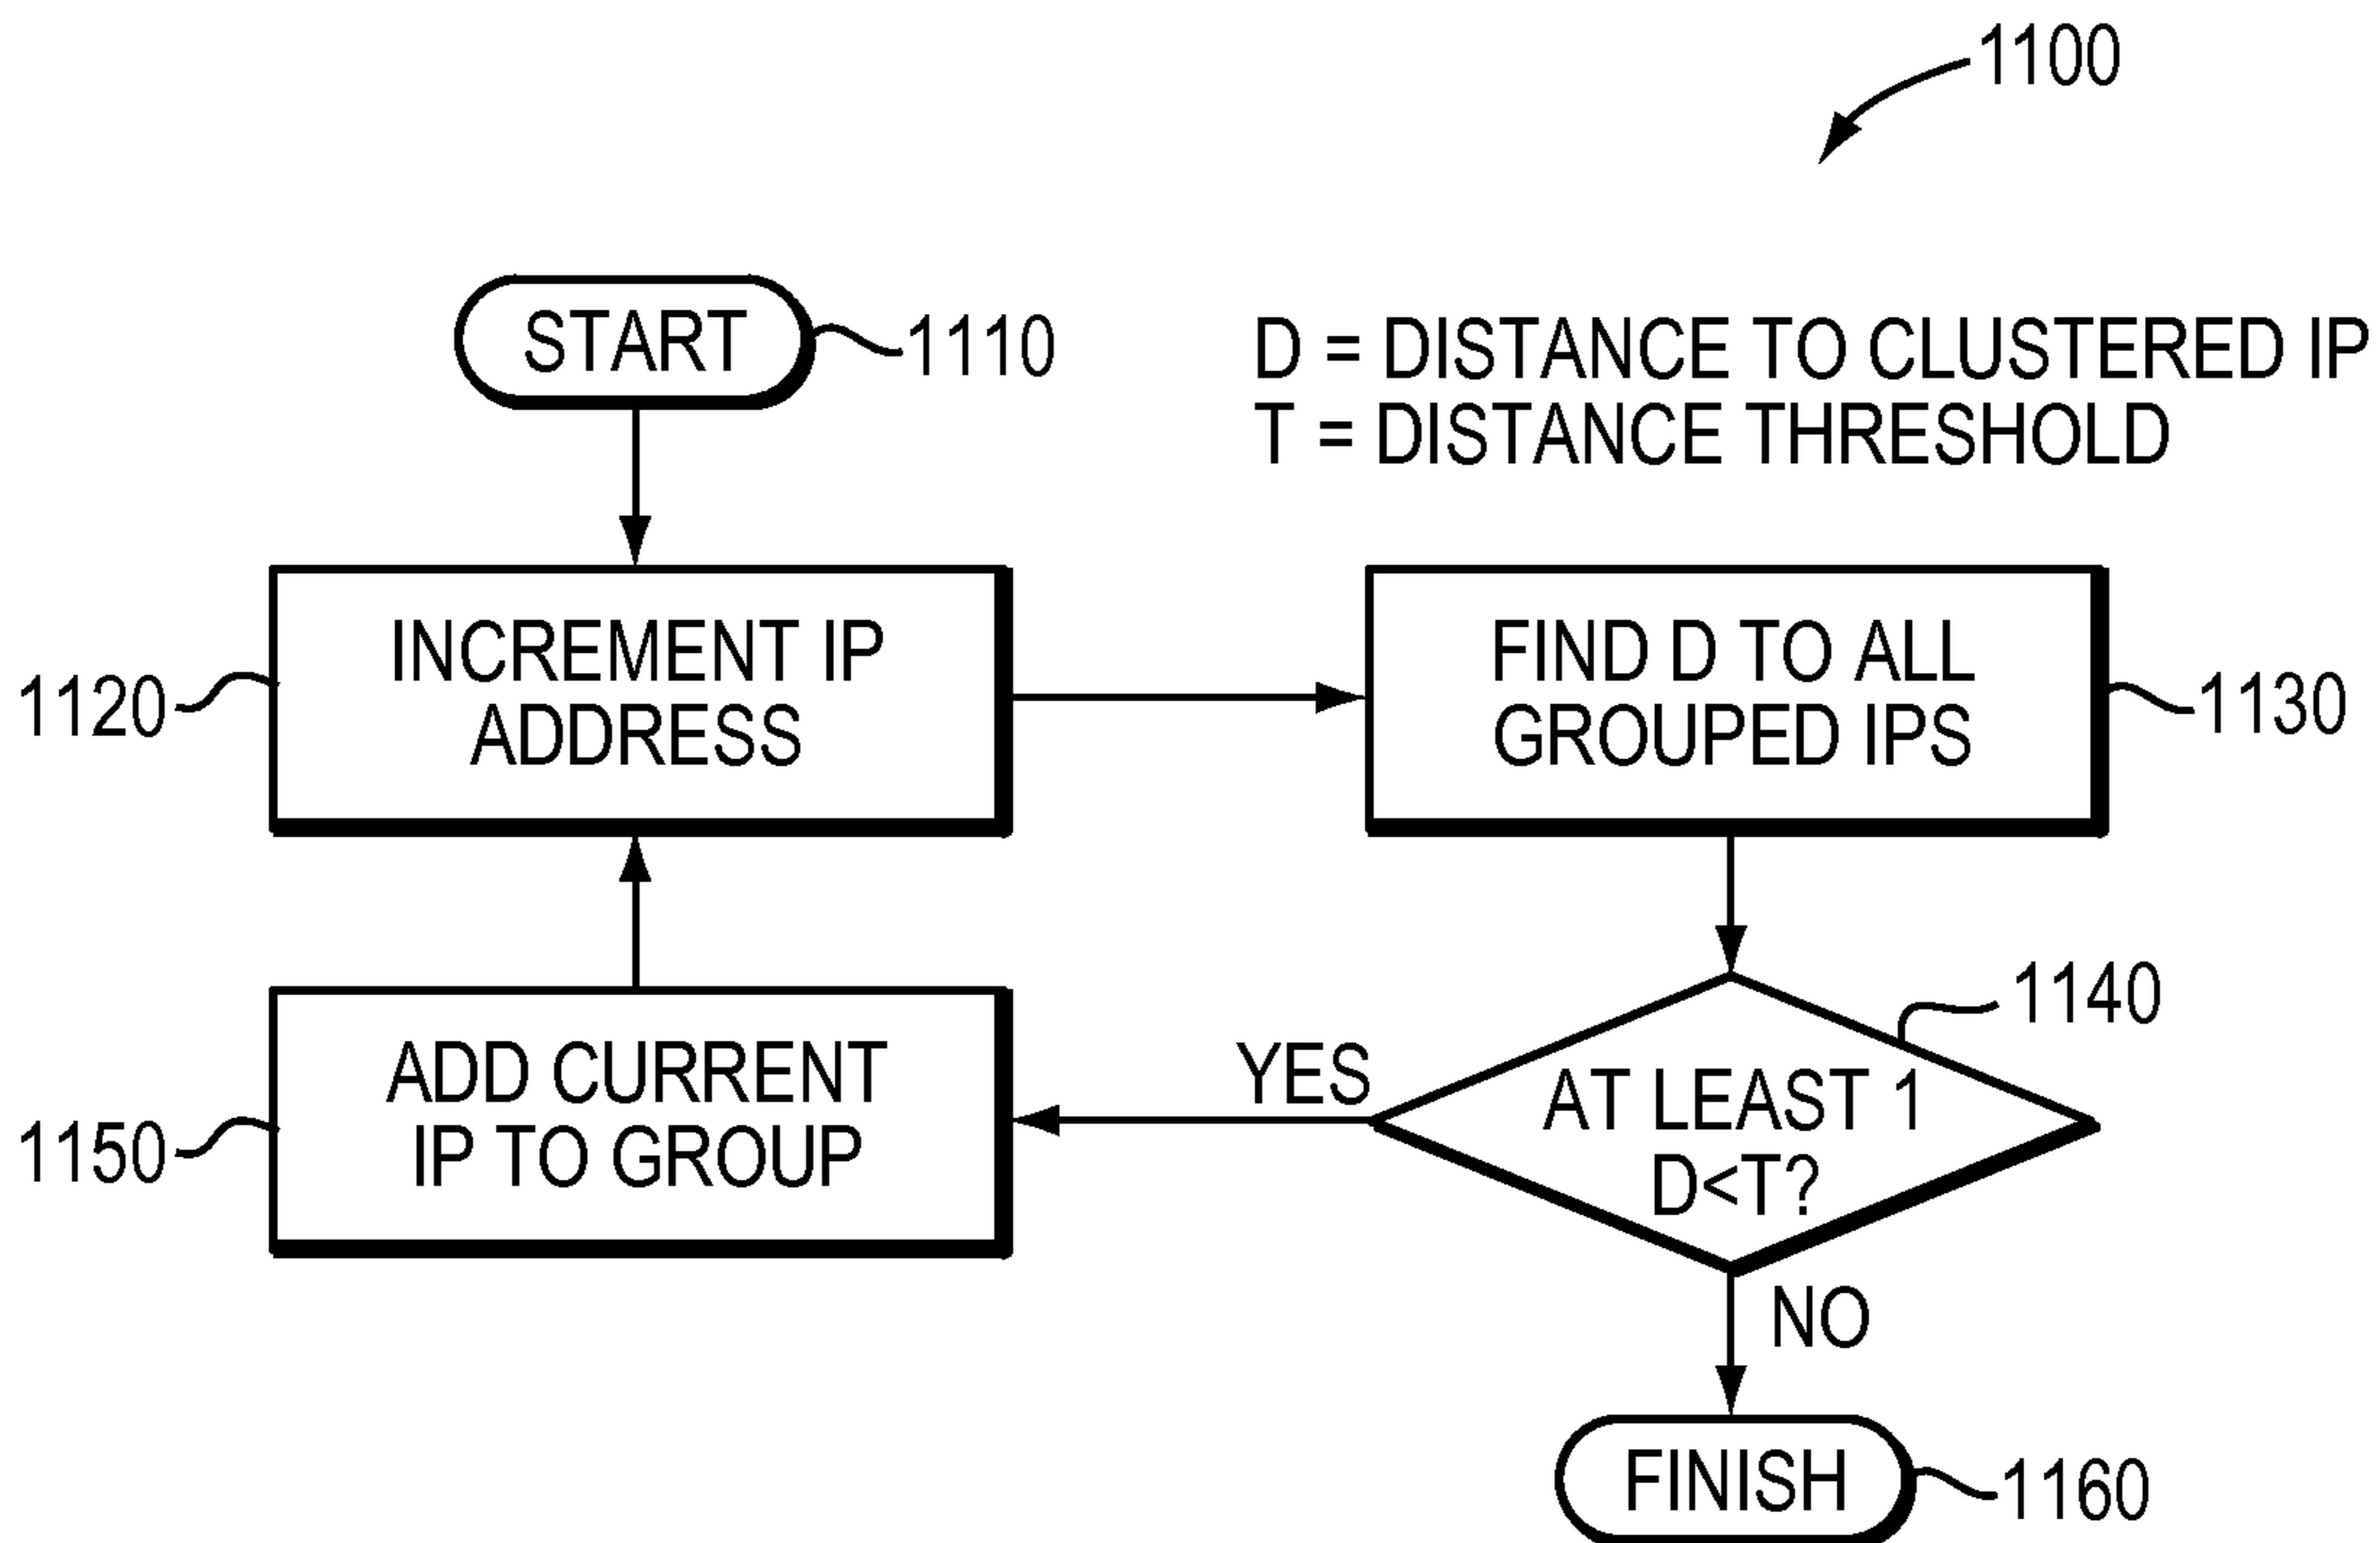 1100
START
1110
D = DISTANCE TO CLUSTERED IP
T = DISTANCE THRESHOLD
INCREMENT IP
ADDRESS
1120
FIND D TO ALL
GROUPED IPS
1130
1140
AT LEAST 1
D<T?
YES
ADD CURRENT
IP TO GROUP
1150
NO
FINISH
1160